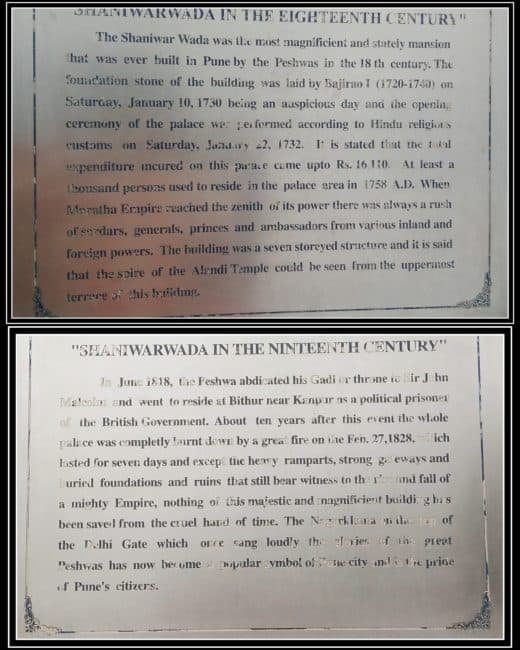 SHANIWARWADA IN THE EIGHTEENTH CENTURY"
The Shaniwar Wada was the most magnificient and stately mansion
that was ever built in Pune by the Peshwas in the 18 th century. The
foundation stone of the building was laid by Bajirao I (1720-1740) on
Saturday, January 10, 1730 being an auspicious day and the opening
ceremony of the palace was performed according to Hindu religious
customs on Saturday, January 22, 1732. It is stated that the total
expenditure incured on this palace came upto Rs. 16 110. At least a
thousand persons used to reside in the palace area in 1758 A.D. When
Maratha Empire reached the zenith of its power there was always a rush
of sardars, generals, princes and ambassadors from various inland and
foreign powers. The building was a seven storeyed structure and it is said
that the spire of the Alandi Temple could be seen from the uppermost
terrace of this building.
"SHANIWARWADA IN THE NINTEENTH CENTURY"
In June 1818, the Peshwa abdicated his Gadi or throne to Sir John
Malcolm and went to reside at Bithur near Kanpur as a political prisoner
of the British Government. About ten years after this event the whole
palace was completly burnt down by a great fire on the Feb. 27,1828, which
lasted for seven days and except the heavy ramparts, strong gateways and
buried foundations and ruins that still bear witness to the rise and fall of
a mighty Empire, nothing of this majestic and magnificient building has
been saved from the cruel hand of time. The Nagarkhana on the top of
the Delhi Gate which once sang loudly the glories of the great
Peshwas has now become a popular symbol of Pune city and is the pride
of Pune's citizens.